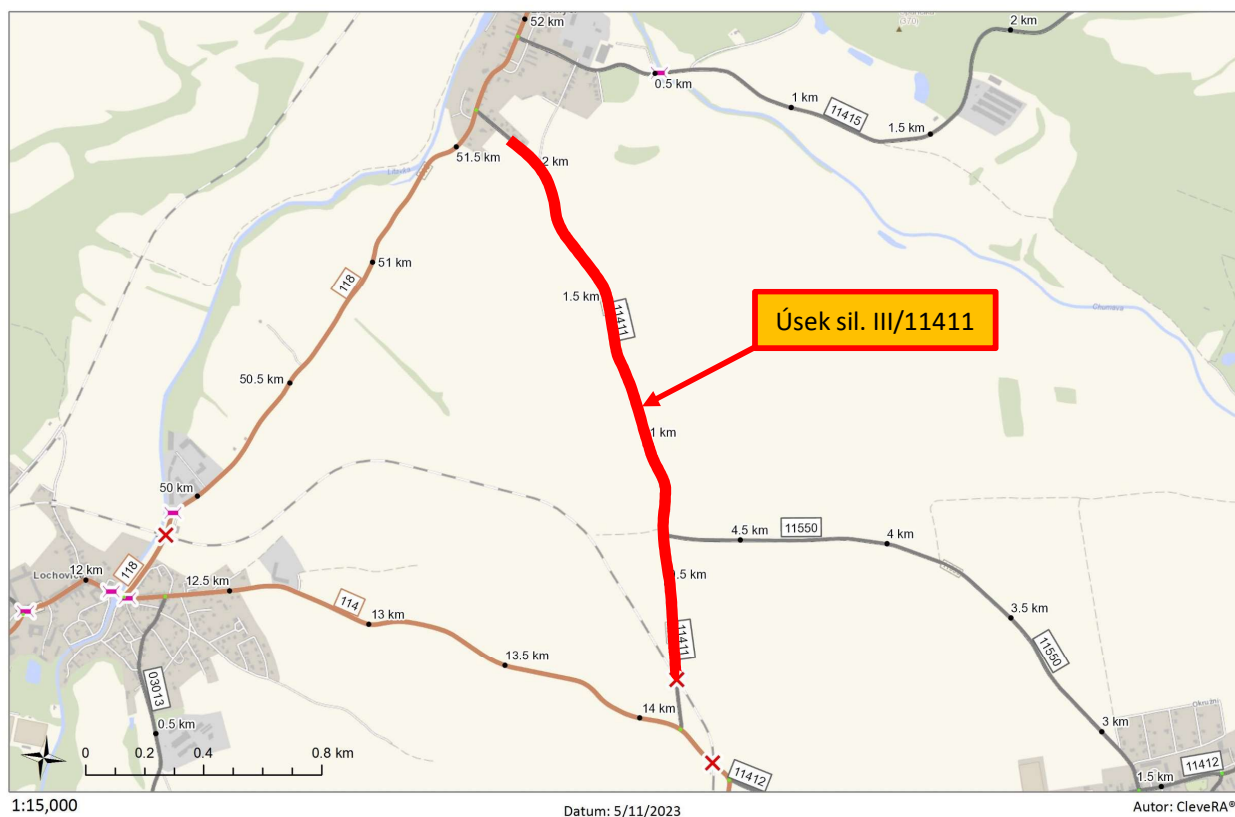 52 km
2 km
0.5 km
1 km
11415
1.5 km
51.5 km
2 km
Litavka
51 km
118
1.5 km
11411
Chumava
Úsek sil. III/11411
50.5 km
1 km
50 km
4.5 km
11550
4 km
118
Lochovice
12 km
12.5 km
.5 km
114
13 km
3.5 km
11411
11550
13.5 km
03013
14 km
Okružní
0.5 km
3 km
0 0.2 0.4 0.8 km
11412
1.5 km
11412
1:15,000
Datum: 5/11/2023
Autor: CleveRA®